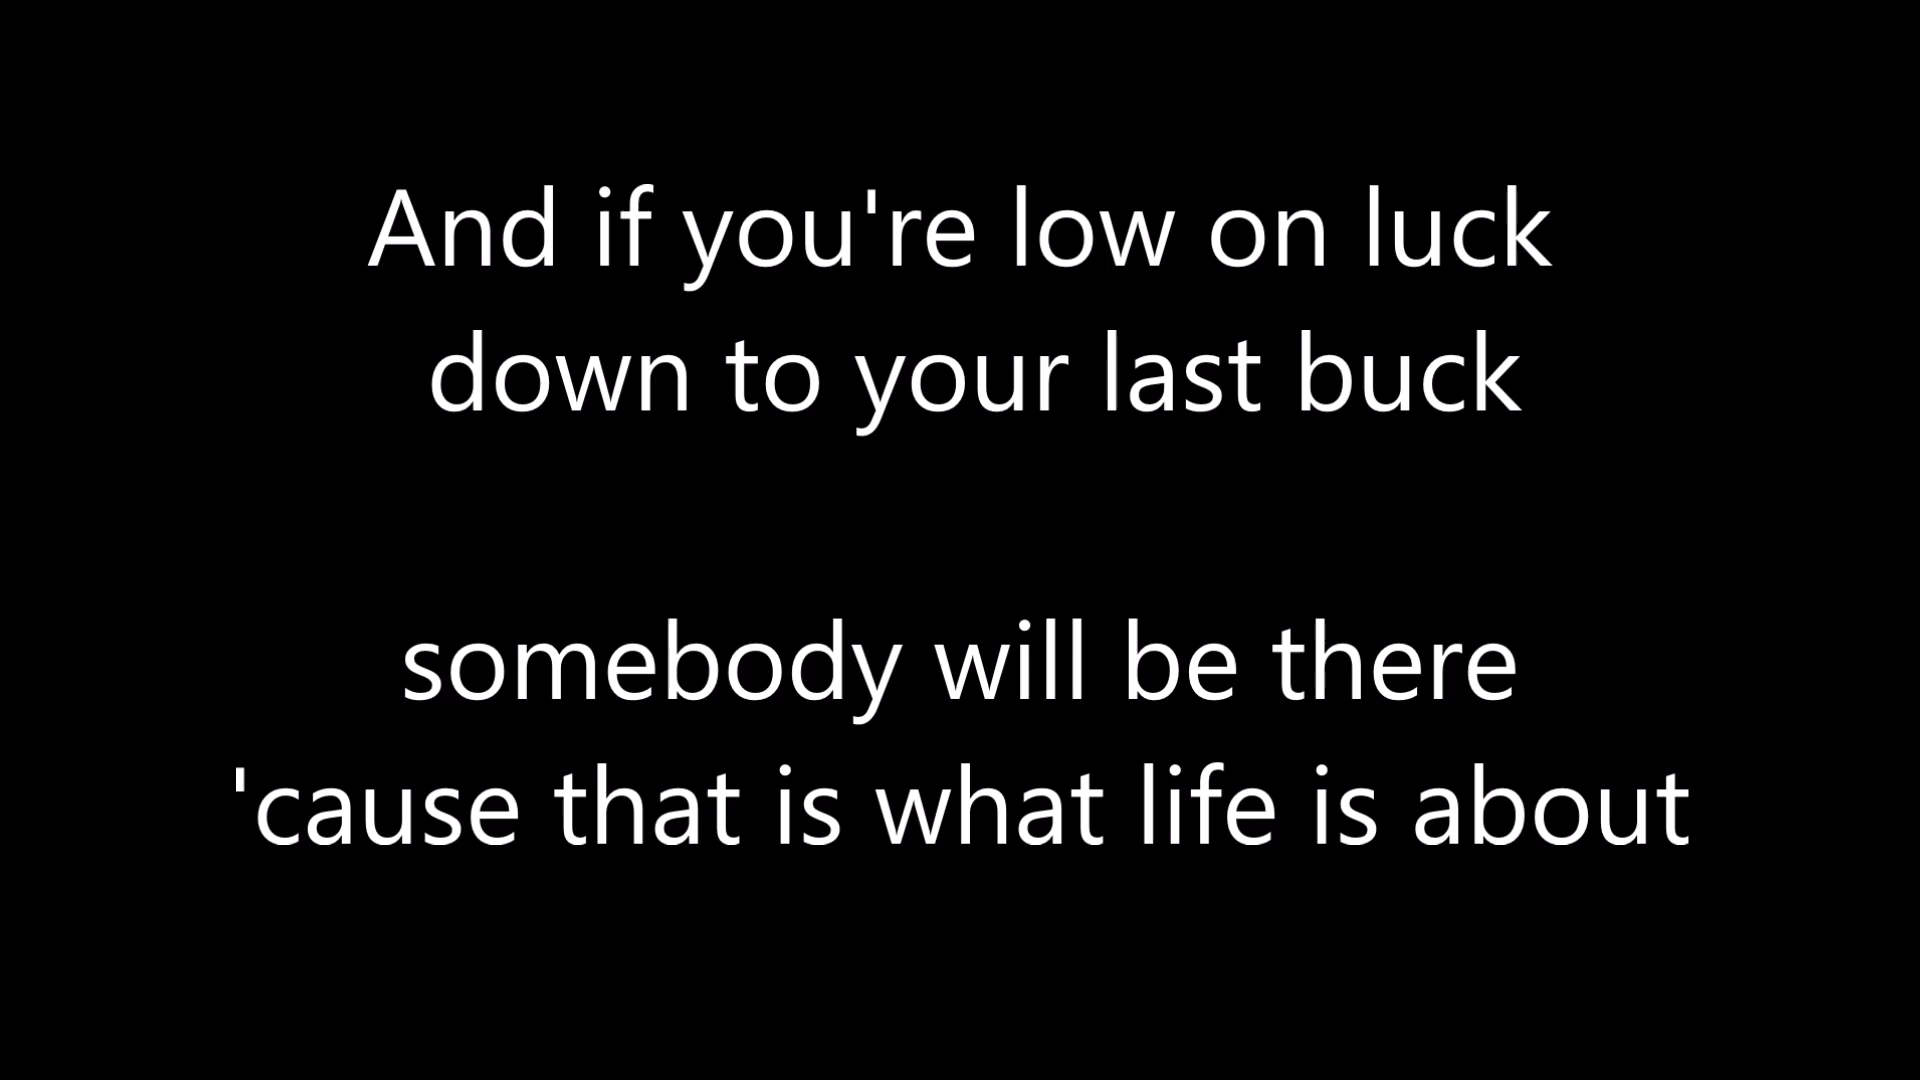 And if you're low on luck
down to your last buck
somebody will be there
'cause that is what life is about